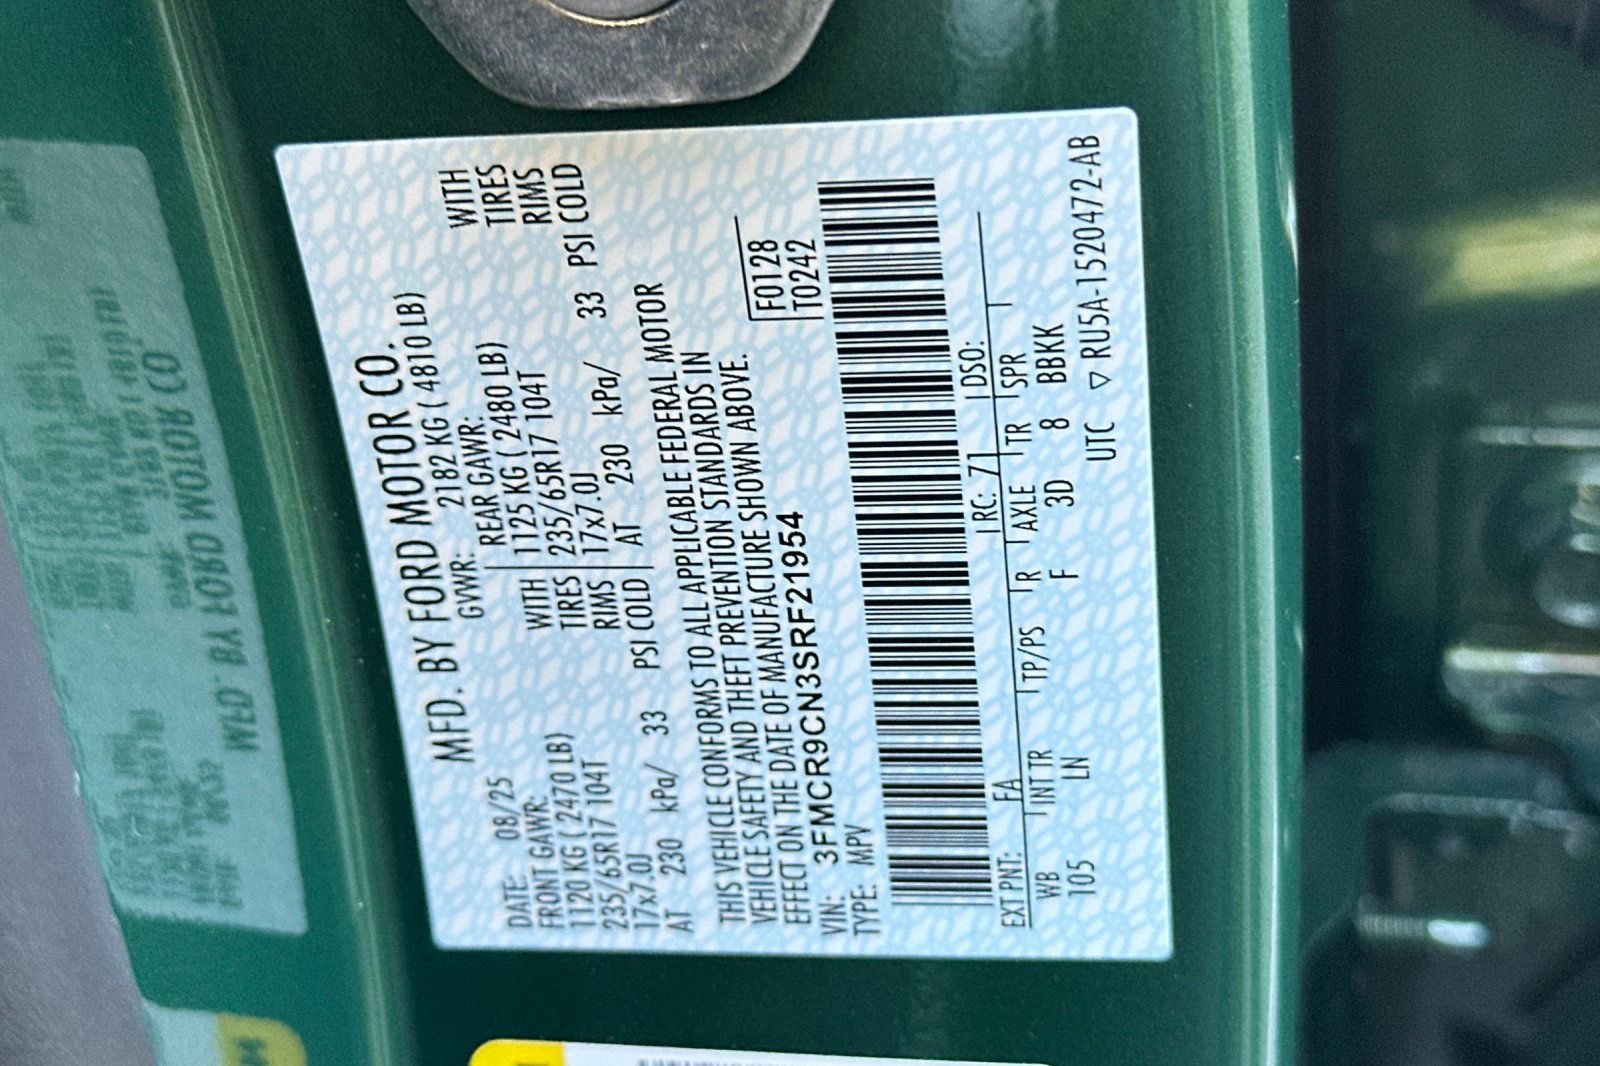 MFD. BY FORD MOTOR CO.
DATE: 08/25 GWWR: 2182 KG ( 4810 LB)
FRONT GAWR: REAR GAWR:
1120 KG ( 2470 LB) WITH 1125 KG ( 2480 LB) WITH
235/65R17 104T TIRES 235/65R17 104T TIRES
17x7.0J RIMS 17x7.0J RIMS
AT 230 kPa/ 33 PSI COLD AT 230 kPa/ 33 PSI COLD
THIS VEHICLE CONFORMS TO ALL APPLICABLE FEDERAL MOTOR
VEHICLE SAFETY AND THEFT PREVENTION STANDARDS IN
EFFECT ON THE DATE OF MANUFACTURE SHOWN ABOVE.
VIN: 3FMCR9CN3SRF21954 F0128
TYPE: MPV T0242
EXT PNT: FA RC: 71 DSO:
WB INT TR TP/PS R AXLE TR SPR
105 LN F 3D 8 BBKK
UTC ▽ RU5A-1520472-AB